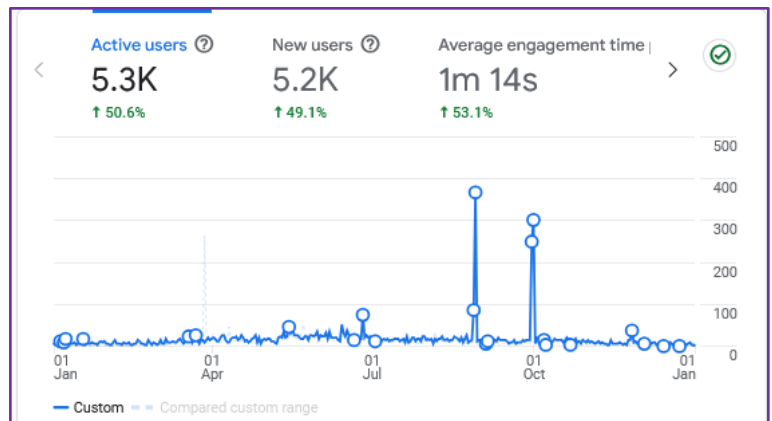 Active users
5.3K
↑ 50.6%
New users
5.2K
↑ 49.1%
Average engagement time
1m 14s
↑ 53.1%
500
400
300
200
100
0
01
Jan
01
Apr
01
Jul
01
Oct
01
Jan
Custom
Compared custom range